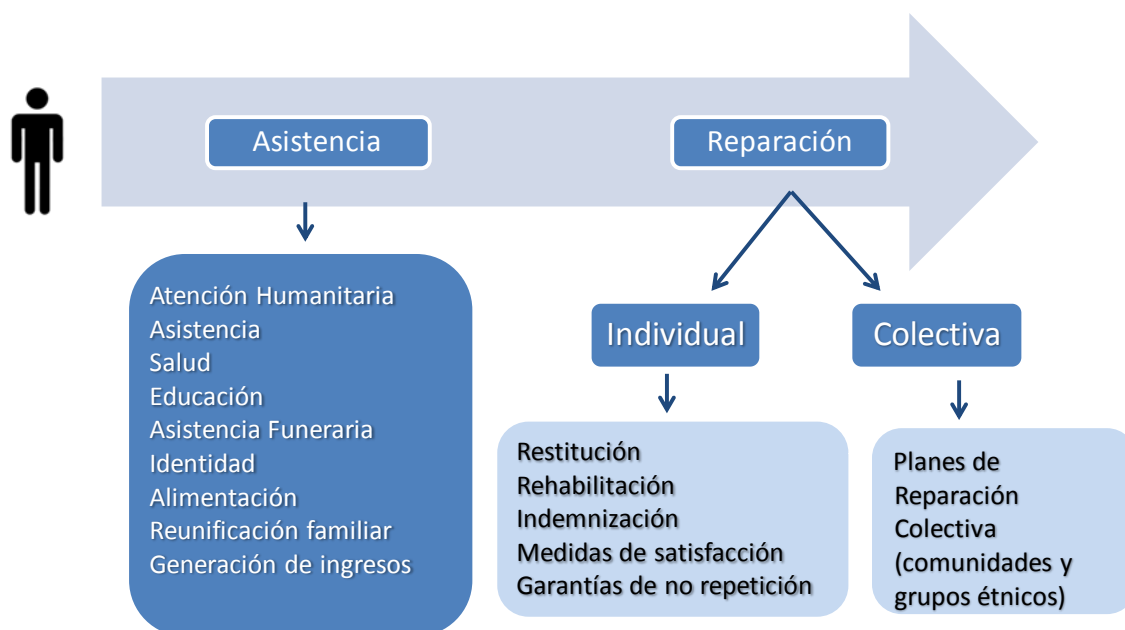 Asistencia
Reparación
Atención Humanitaria
Asistencia
Salud
Educación
Asistencia Funeraria
Identidad
Alimentación
Reunificación familiar
Generación de ingresos
Individual
Colectiva
Restitución
Rehabilitación
Indemnización
Medidas de satisfacción
Garantías de no repetición
Planes de
Reparación
Colectiva
(comunidades y
grupos étnicos)